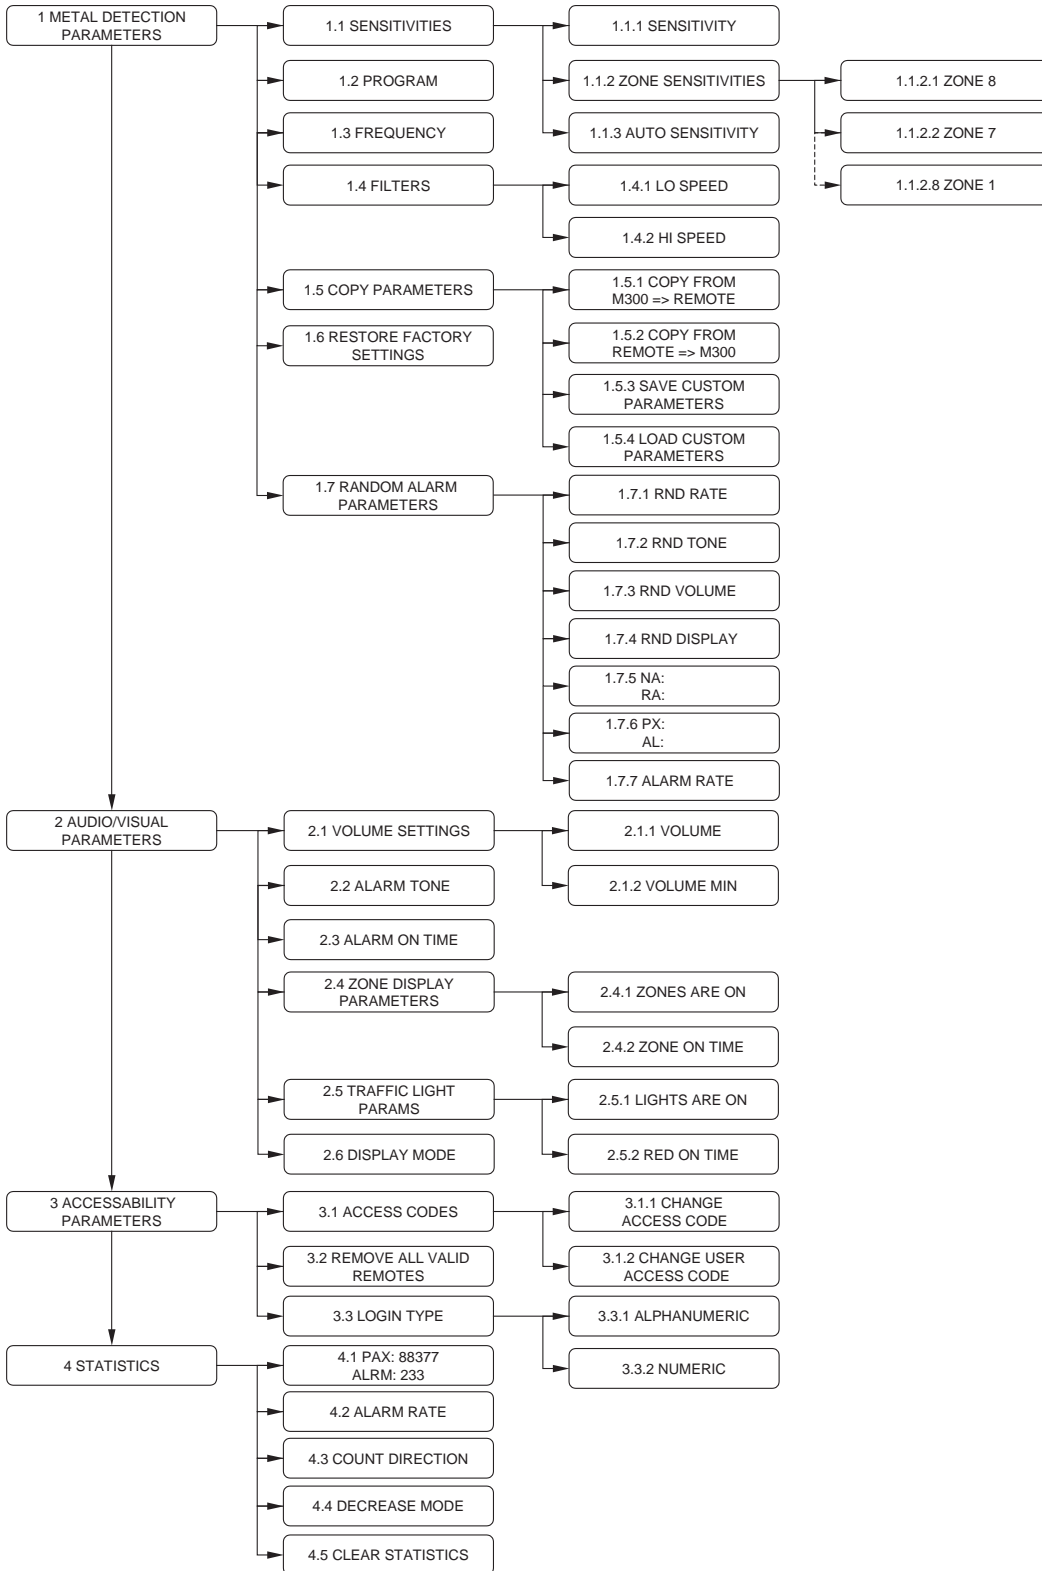 1 METAL DETECTION
PARAMETERS
1.1 SENSITIVITIES
1.1.1 SENSITIVITY
1.2 PROGRAM
1.1.2 ZONE SENSITIVITIES
1.1.2.1 ZONE 8
1.3 FREQUENCY
1.1.3 AUTO SENSITIVITY
1.1.2.2 ZONE 7
1.4 FILTERS
1.4.1 LO SPEED
1.1.2.8 ZONE 1
1.4.2 HI SPEED
1.5 COPY PARAMETERS
1.5.1 COPY FROM
M300 => REMOTE
1.6 RESTORE FACTORY
SETTINGS
1.5.2 COPY FROM
REMOTE => M300
1.5.3 SAVE CUSTOM
PARAMETERS
1.5.4 LOAD CUSTOM
PARAMETERS
1.7 RANDOM ALARM
PARAMETERS
1.7.1 RND RATE
1.7.2 RND TONE
1.7.3 RND VOLUME
1.7.4 RND DISPLAY
1.7.5 NA:
RA:
1.7.6 PX:
AL:
1.7.7 ALARM RATE
2 AUDIO/VISUAL
PARAMETERS
2.1 VOLUME SETTINGS
2.1.1 VOLUME
2.2 ALARM TONE
2.1.2 VOLUME MIN
2.3 ALARM ON TIME
2.4 ZONE DISPLAY
PARAMETERS
2.4.1 ZONES ARE ON
2.4.2 ZONE ON TIME
2.5 TRAFFIC LIGHT
PARAMS
2.5.1 LIGHTS ARE ON
2.6 DISPLAY MODE
2.5.2 RED ON TIME
3 ACCESSABILITY
PARAMETERS
3.1 ACCESS CODES
3.1.1 CHANGE
ACCESS CODE
3.2 REMOVE ALL VALID
REMOTES
3.1.2 CHANGE USER
ACCESS CODE
3.3 LOGIN TYPE
3.3.1 ALPHANUMERIC
4 STATISTICS
4.1 PAX: 88377
ALRM: 233
3.3.2 NUMERIC
4.2 ALARM RATE
4.3 COUNT DIRECTION
4.4 DECREASE MODE
4.5 CLEAR STATISTICS